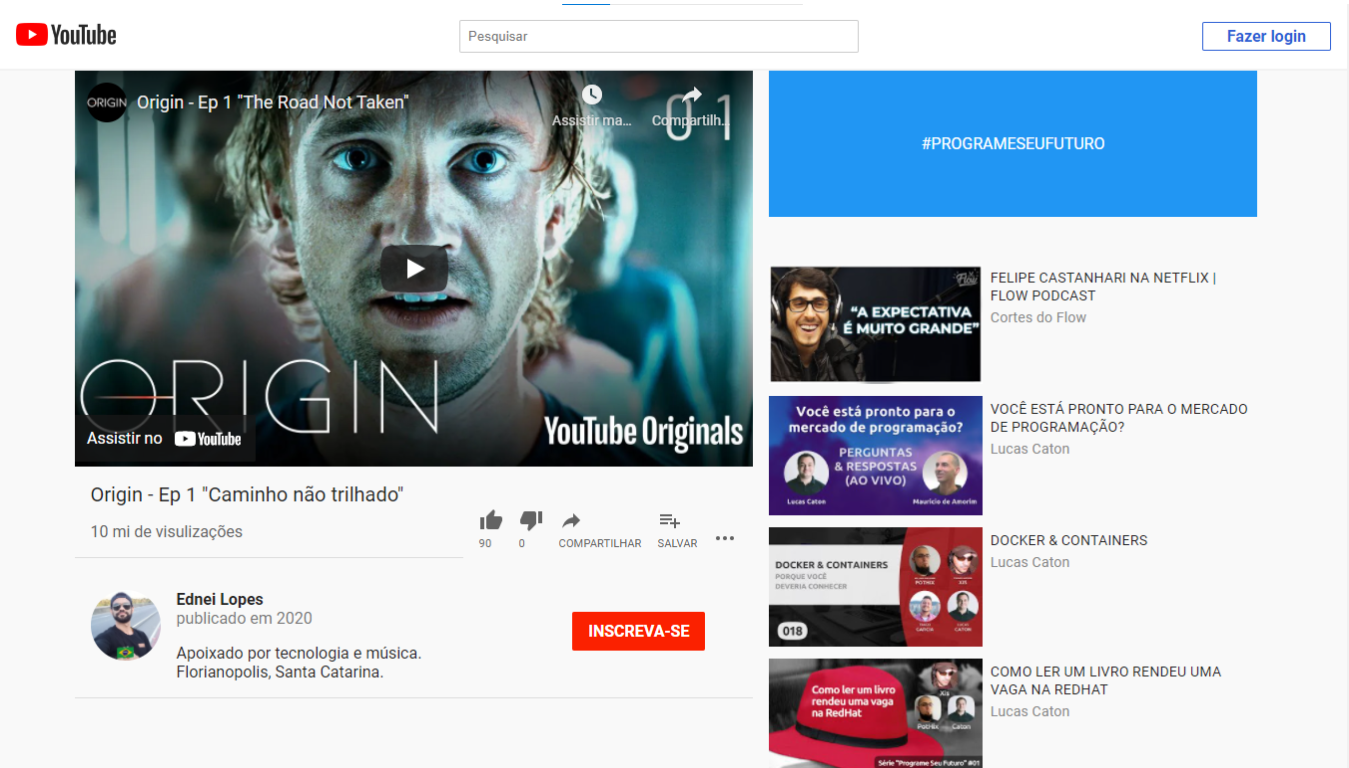 YouTube
Pesquisar
Fazer login
ORIGIN
Origin - Ep 1 "The Road Not Taken"
Assistir ma...
Compartilh...
01
ORIGIN
Assistir no YouTube
YouTube Originals
Origin - Ep 1 "Caminho não trilhado"
10 mi de visulizações
90
0
COMPARTILHAR
SALVAR
Ednei Lopes
publicado em 2020
Apoixado por tecnologia e música.
Florianopolis, Santa Catarina.
INSCREVA-SE
#PROGRAMESEUFUTURO
Flow
"A EXPECTATIVA
É MUITO GRANDE"
FELIPE CASTANHARI NA NETFLIX |
FLOW PODCAST
Cortes do Flow
Você está pronto para o
mercado de programação?
PERGUNTAS
& RESPOSTAS
(AO VIVO)
Lucas Caton
Mauricio de Amorim
VOCÊ ESTÁ PRONTO PARA O MERCADO
DE PROGRAMAÇÃO?
Lucas Caton
DOCKER & CONTAINERS
PORQUE VOCÊ
DEVERIA CONHECER
POTHIX
018
DOCKER & CONTAINERS
Lucas Caton
Como ler um livro
rendeu uma vaga
na RedHat
PotHix
Caton
Série "Programe Seu Futuro" #01
COMO LER UM LIVRO RENDEU UMA
VAGA NA REDHAT
Lucas Caton